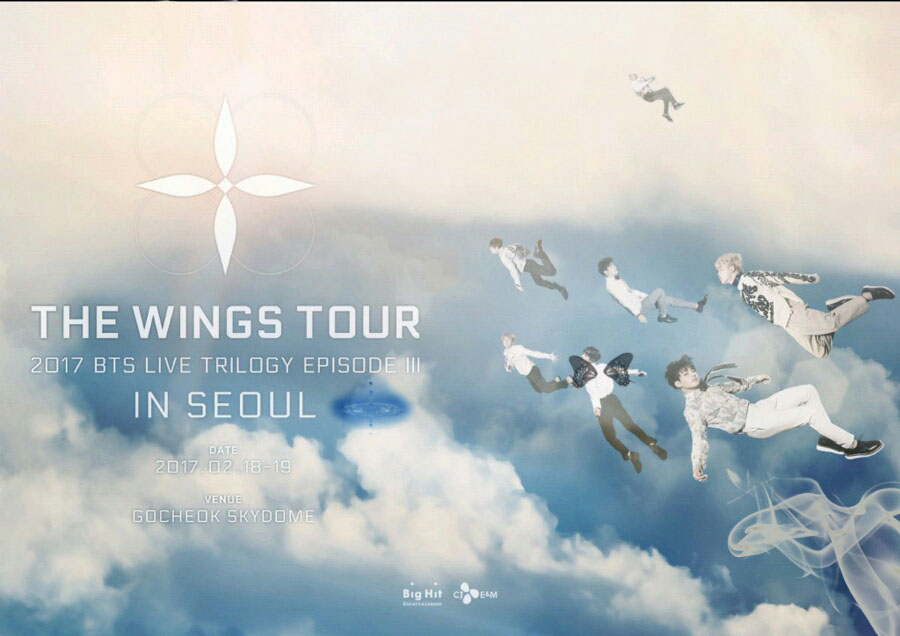 THE WINGS TOUR
2017 BTS LIVE TRILOGY EPISODE III
IN SEOUL
DATE
2017.02.18-19
VENUE
GOCHEOK SKYDOME
Big Hit
ENTERTAINMENT
CJ E&M